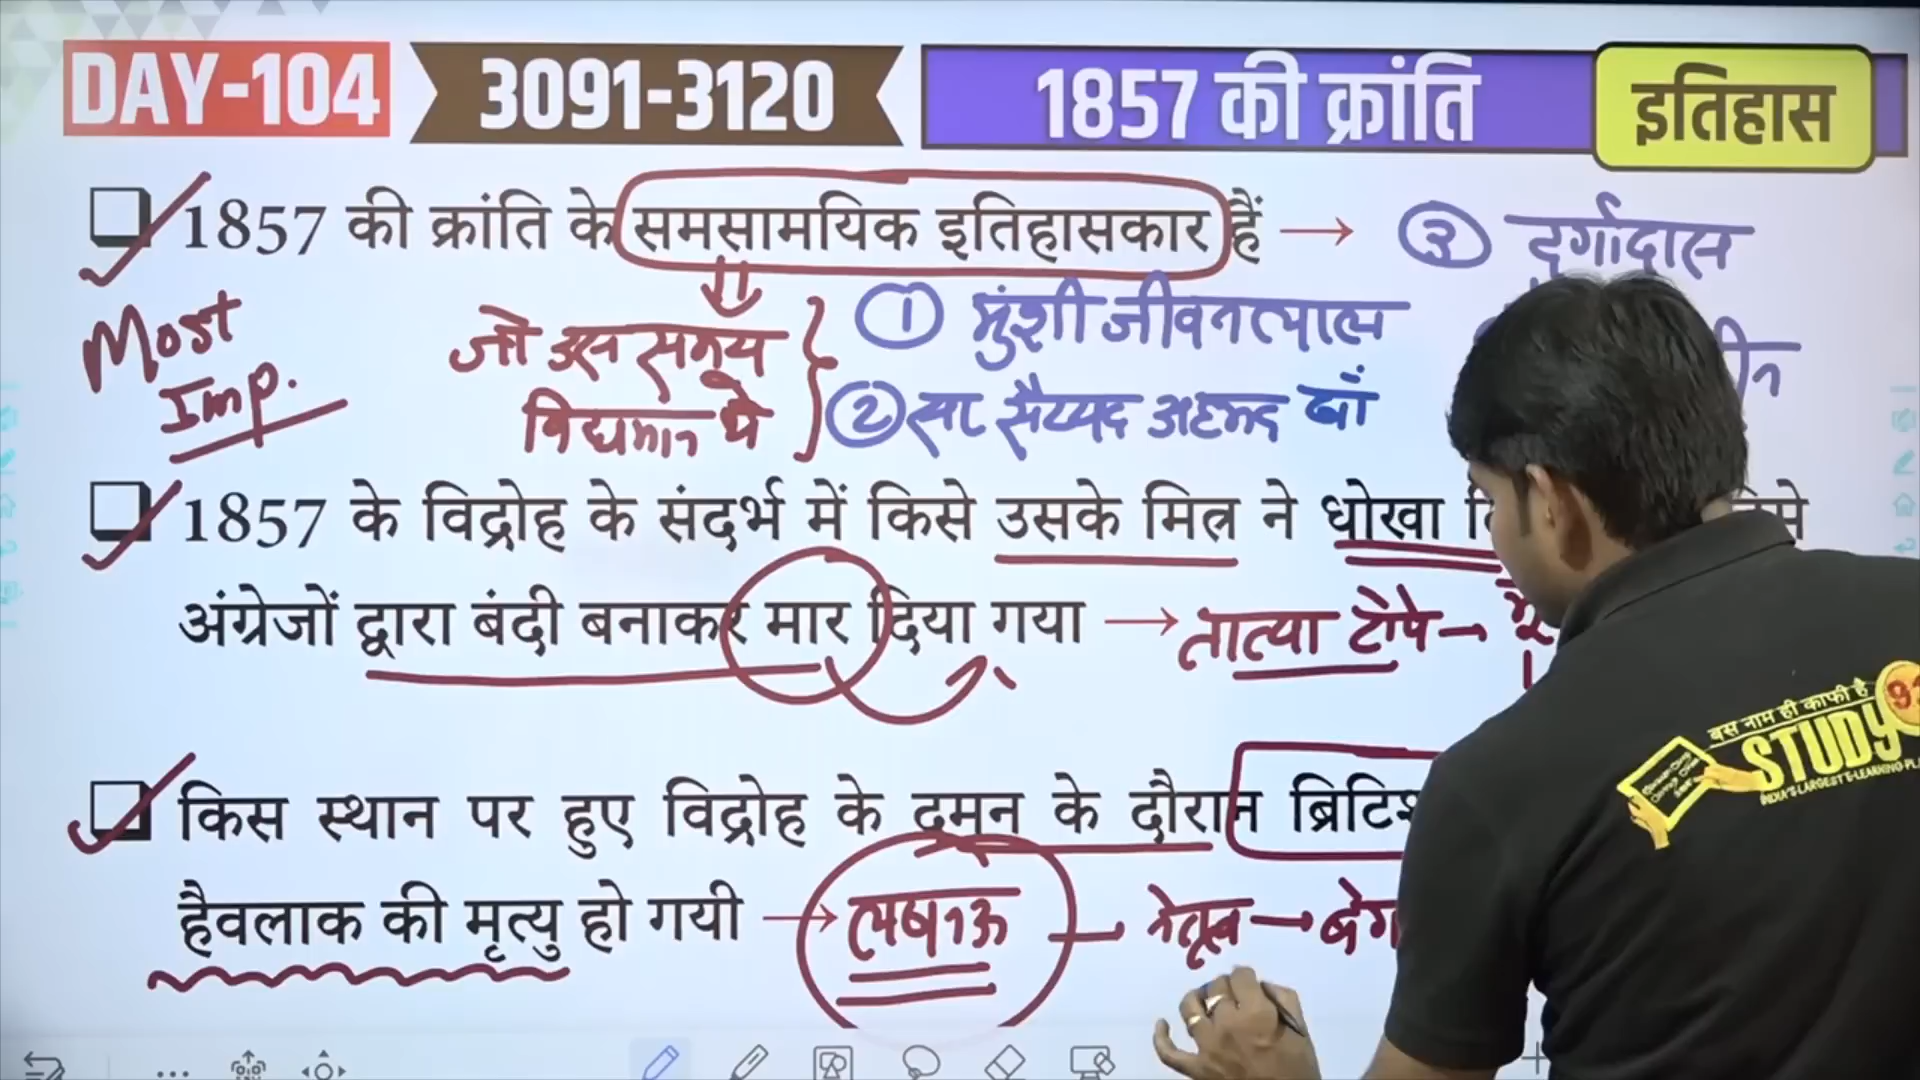 DAY-104 3091-3120 1857 की क्रांति इतिहास
1857 की क्रांति के समसामयिक इतिहासकार हैं → ③ दुर्गादास
Most Imp.
जो उस समय विद्यमान थे
① मुंशी जीवनलाल
② सर सैय्यद अहमद खाँ
1857 के विद्रोह के संदर्भ में किसे उसके मित्र ने धोखा
अंग्रेजों द्वारा बंदी बनाकर मार दिया गया → तात्या टोपे →
किस स्थान पर हुए विद्रोह के दमन के दौरान ब्रिटिश
हैवलाक की मृत्यु हो गयी → लखनऊ → नेतृत्व →
बस नाम ही काफी है
STUDY